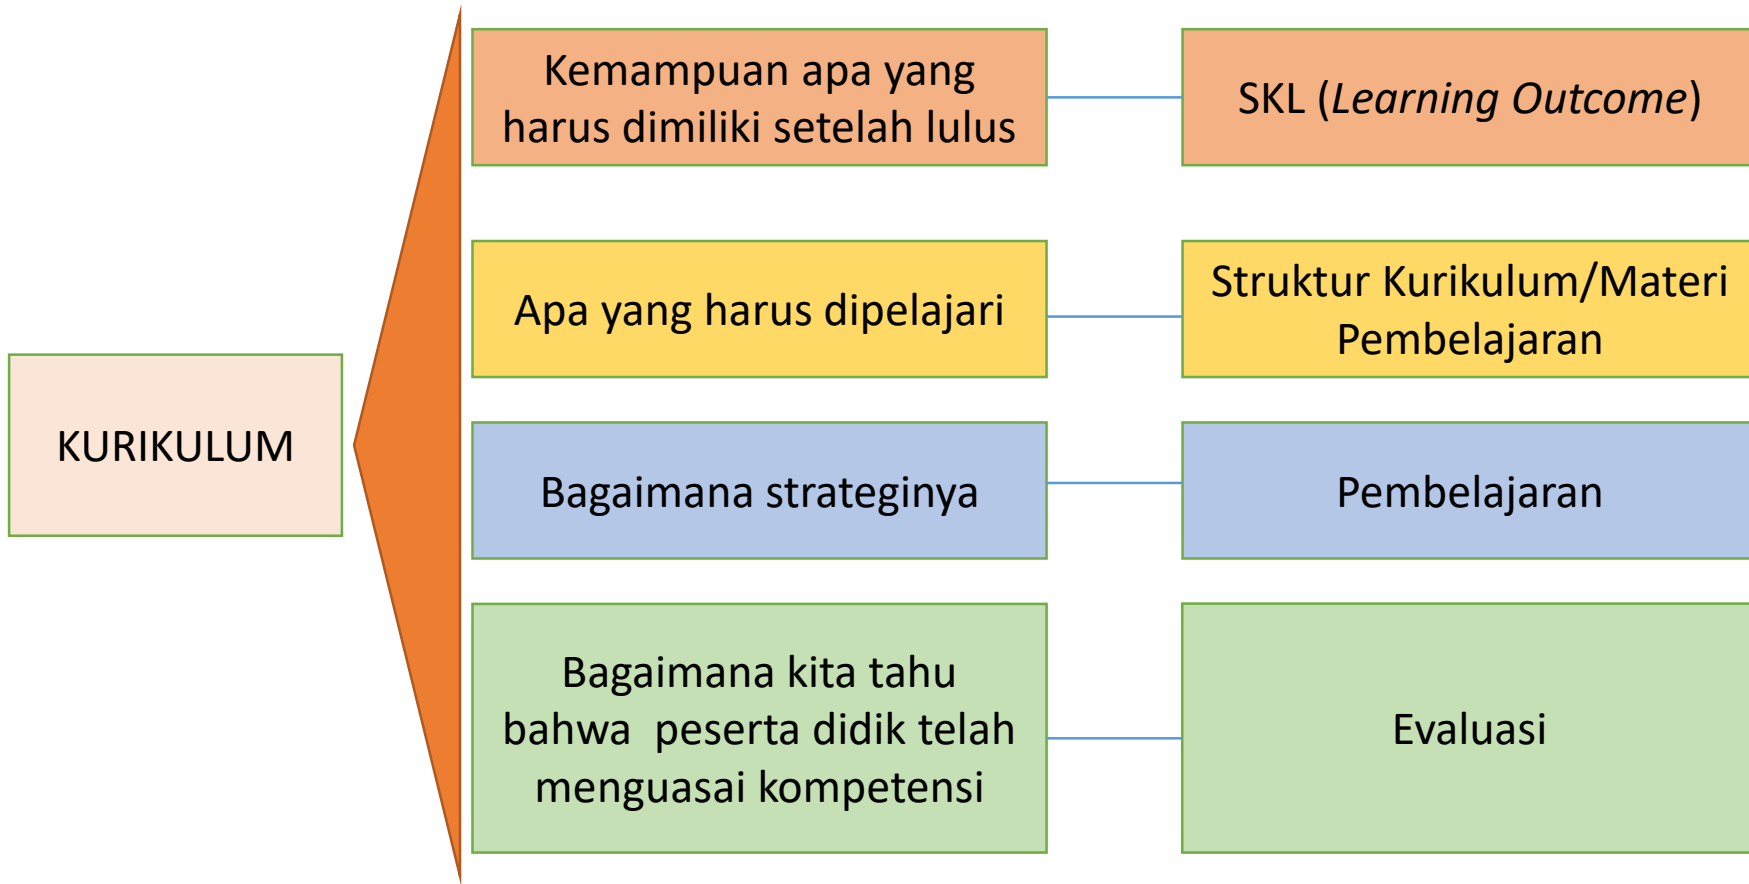 Kemampuan apa yang
harus dimiliki setelah lulus
SKL (Learning Outcome)
Apa yang harus dipelajari
Struktur Kurikulum/Materi
Pembelajaran
KURIKULUM
Bagaimana strateginya
Pembelajaran
Bagaimana kita tahu
bahwa  peserta didik telah
menguasai kompetensi
Evaluasi